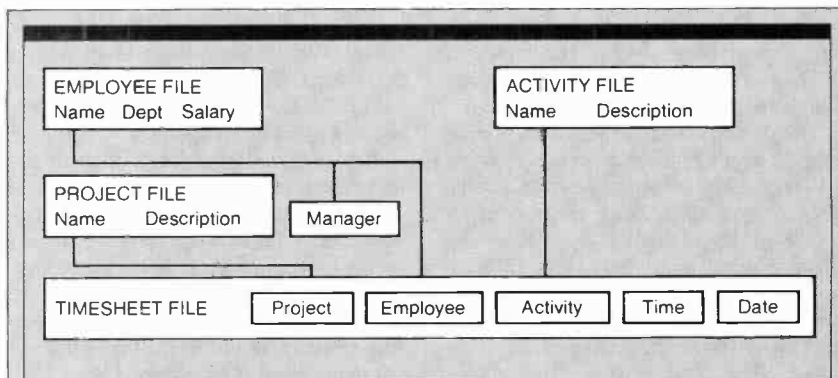 EMPLOYEE FILE
Name Dept Salary
ACTIVITY FILE
Name Description
PROJECT FILE
Name Description
Manager
TIMESHEET FILE Project Employee Activity Time Date